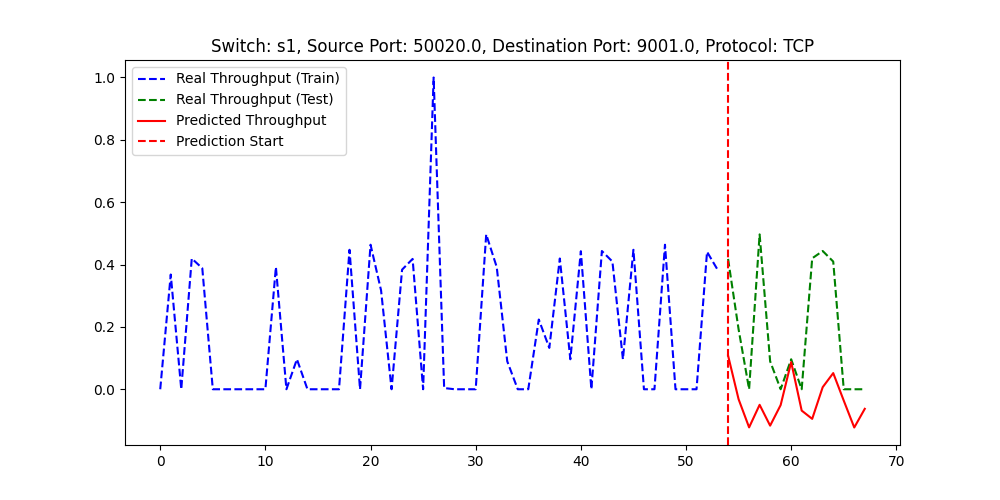 Switch: s1, Source Port: 50020.0, Destination Port: 9001.0, Protocol: TCP
Real Throughput (Train)
Real Throughput (Test)
Predicted Throughput
Prediction Start
1.0
0.8
0.6
0.4
0.2
0.0
0 10 20 30 40 50 60 70